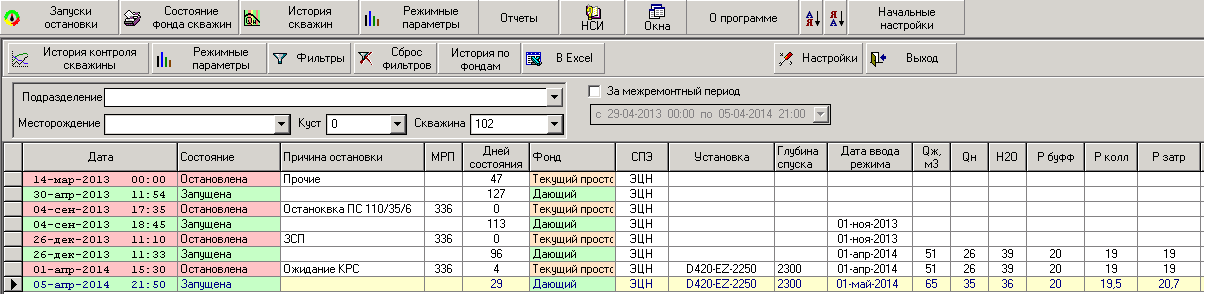 Запуски остановки Состояние фонда скважин История скважин Режимные параметры Отчеты НСИ Окна О программе А Я Я А Начальные настройки
История контроля скважины Режимные параметры Фильтры Сброс фильтров История по фондам В Excel Настройки Выход
Подразделение За межремонтный период
Месторождение Куст 0 Скважина 102 с 29-04-2013 00:00 по 05-04-2014 21:00
Дата Состояние Причина остановки МРП Дней состояния Фонд СПЭ Установка Глубина спуска Дата ввода режима Qж, м3 Qн H2O Р буфф Р колл Р затр
14-мар-2013 00:00 Остановлена Прочие 47 Текущий просто ЭЦН
30-апр-2013 11:54 Запущена 127 Дающий ЭЦН
04-сен-2013 17:35 Остановлена Остановвка ПС 110/35/6 336 0 Текущий просто ЭЦН
04-сен-2013 18:45 Запущена 113 Дающий ЭЦН 01-ноя-2013
26-дек-2013 11:10 Остановлена ЗСП 336 0 Текущий просто ЭЦН 01-ноя-2013
26-дек-2013 11:33 Запущена 96 Дающий ЭЦН 01-апр-2014 51 26 39 20 19 19
01-апр-2014 15:30 Остановлена Ожидание КРС 336 4 Текущий просто ЭЦН D420-EZ-2250 2300 01-апр-2014 51 26 39 20 19 19
05-апр-2014 21:50 Запущена 29 Дающий ЭЦН D420-EZ-2250 2300 01-май-2014 65 35 36 20 19,5 20,7